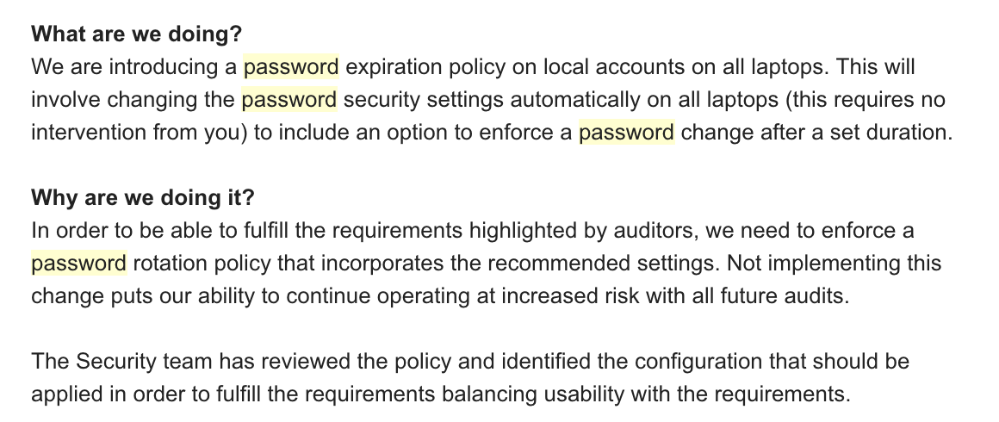 What are we doing?
We are introducing a password expiration policy on local accounts on all laptops. This will
involve changing the password security settings automatically on all laptops (this requires no
intervention from you) to include an option to enforce a password change after a set duration.
Why are we doing it?
In order to be able to fulfill the requirements highlighted by auditors, we need to enforce a
password rotation policy that incorporates the recommended settings. Not implementing this
change puts our ability to continue operating at increased risk with all future audits.
The Security team has reviewed the policy and identified the configuration that should be
applied in order to fulfill the requirements balancing usability with the requirements.